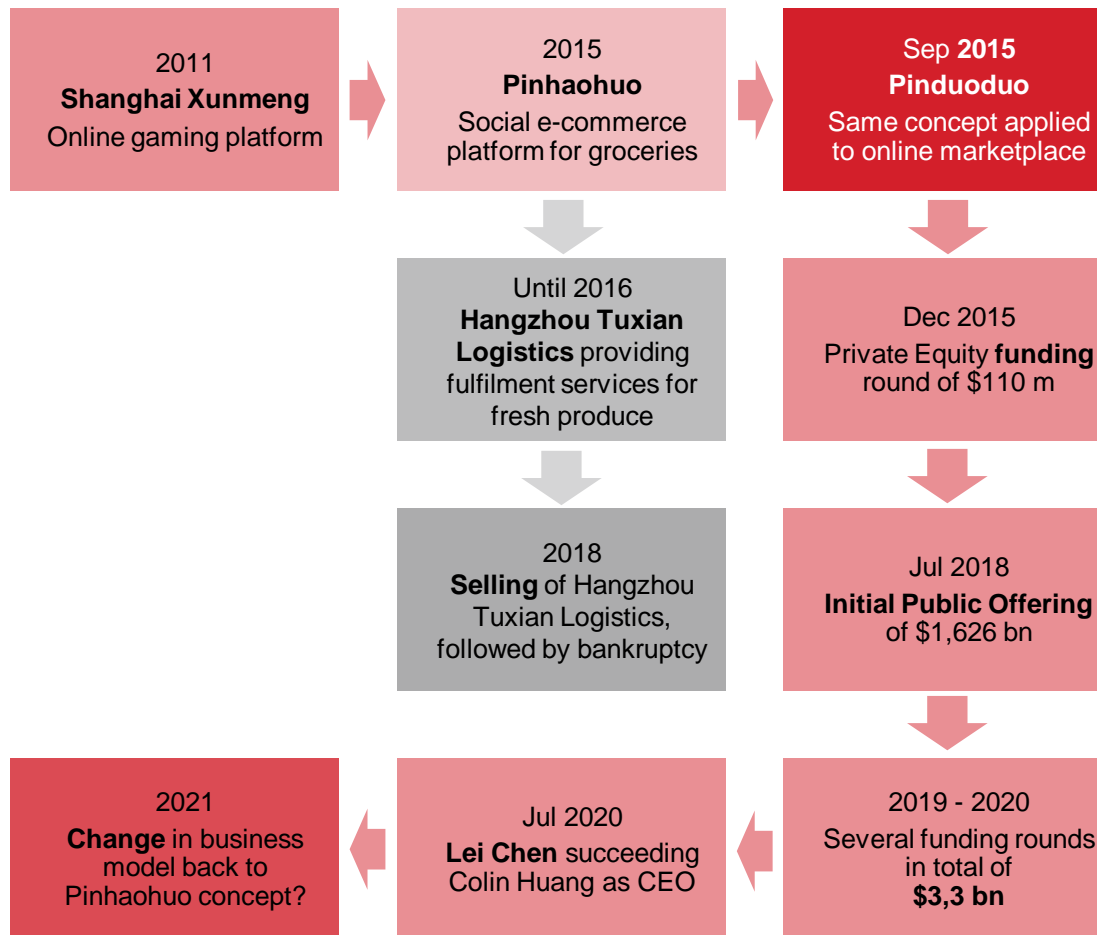 2011
Shanghai Xunmeng
Online gaming platform
2015
Pinhaohuo
Social e-commerce
platform for groceries
Sep 2015
Pinduoduo
Same concept applied
to online marketplace
Until 2016
Hangzhou Tuxian
Logistics providing
fulfilment services for
fresh produce
Dec 2015
Private Equity funding
round of $110 m
2018
Selling of Hangzhou
Tuxian Logistics,
followed by bankruptcy
Jul 2018
Initial Public Offering
of $1,626 bn
2021
Change in business
model back to
Pinhaohuo concept?
Jul 2020
Lei Chen succeeding
Colin Huang as CEO
2019 - 2020
Several funding rounds
in total of
$3,3 bn